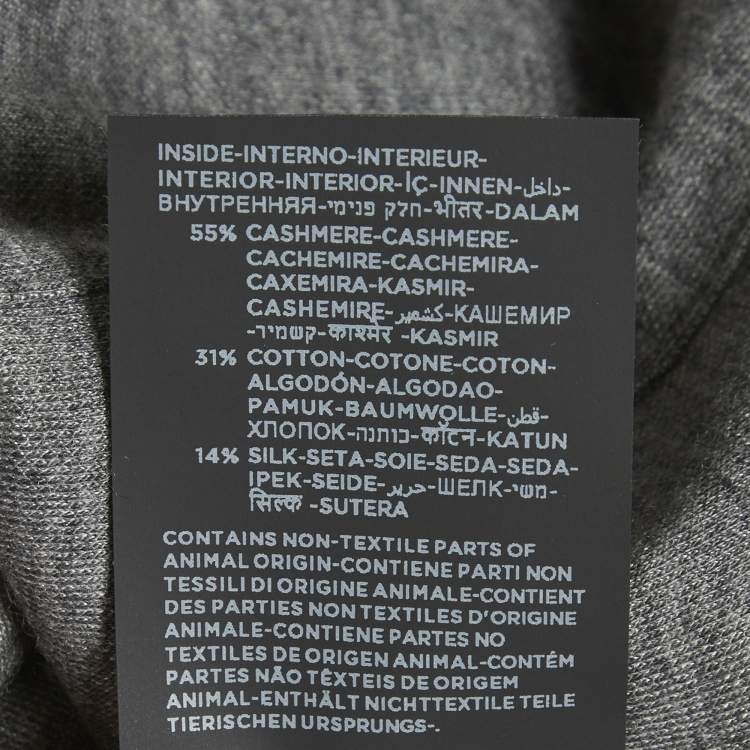 INSIDE-INTERNO-INTERIEUR-
INTERIOR-INTERIOR-İÇ-INNEN-داخل-
ВНУТРЕННЯЯ-חלק פנימי-भीतर-DALAM
55% CASHMERE-CASHMERE-
CACHEMIRE-CACHEMIRA-
CAXEMIRA-KASMIR-
CASHEMIRE-كشمير-КАШЕМИР
-קשמיר-काश्मेर-KASMIR
31% COTTON-COTONE-COTON-
ALGODÓN-ALGODAO-
PAMUK-BAUMWOLLE-قطن-
ХЛОПОК-כותנה-कॉटन-KATUN
14% SILK-SETA-SOIE-SEDA-SEDA-
IPEK-SEIDE-حرير-ШЕЛК-משי-
सिल्क -SUTERA
CONTAINS NON-TEXTILE PARTS OF
ANIMAL ORIGIN-CONTIENE PARTI NON
TESSILI DI ORIGINE ANIMALE-CONTIENT
DES PARTIES NON TEXTILES D'ORIGINE
ANIMALE-CONTIENE PARTES NO
TEXTILES DE ORIGEN ANIMAL-CONTÉM
PARTES NÃO TÊXTEIS DE ORIGEM
ANIMAL-ENTHÄLT NICHTTEXTILE TEILE
TIERISCHEN URSPRUNGS-.